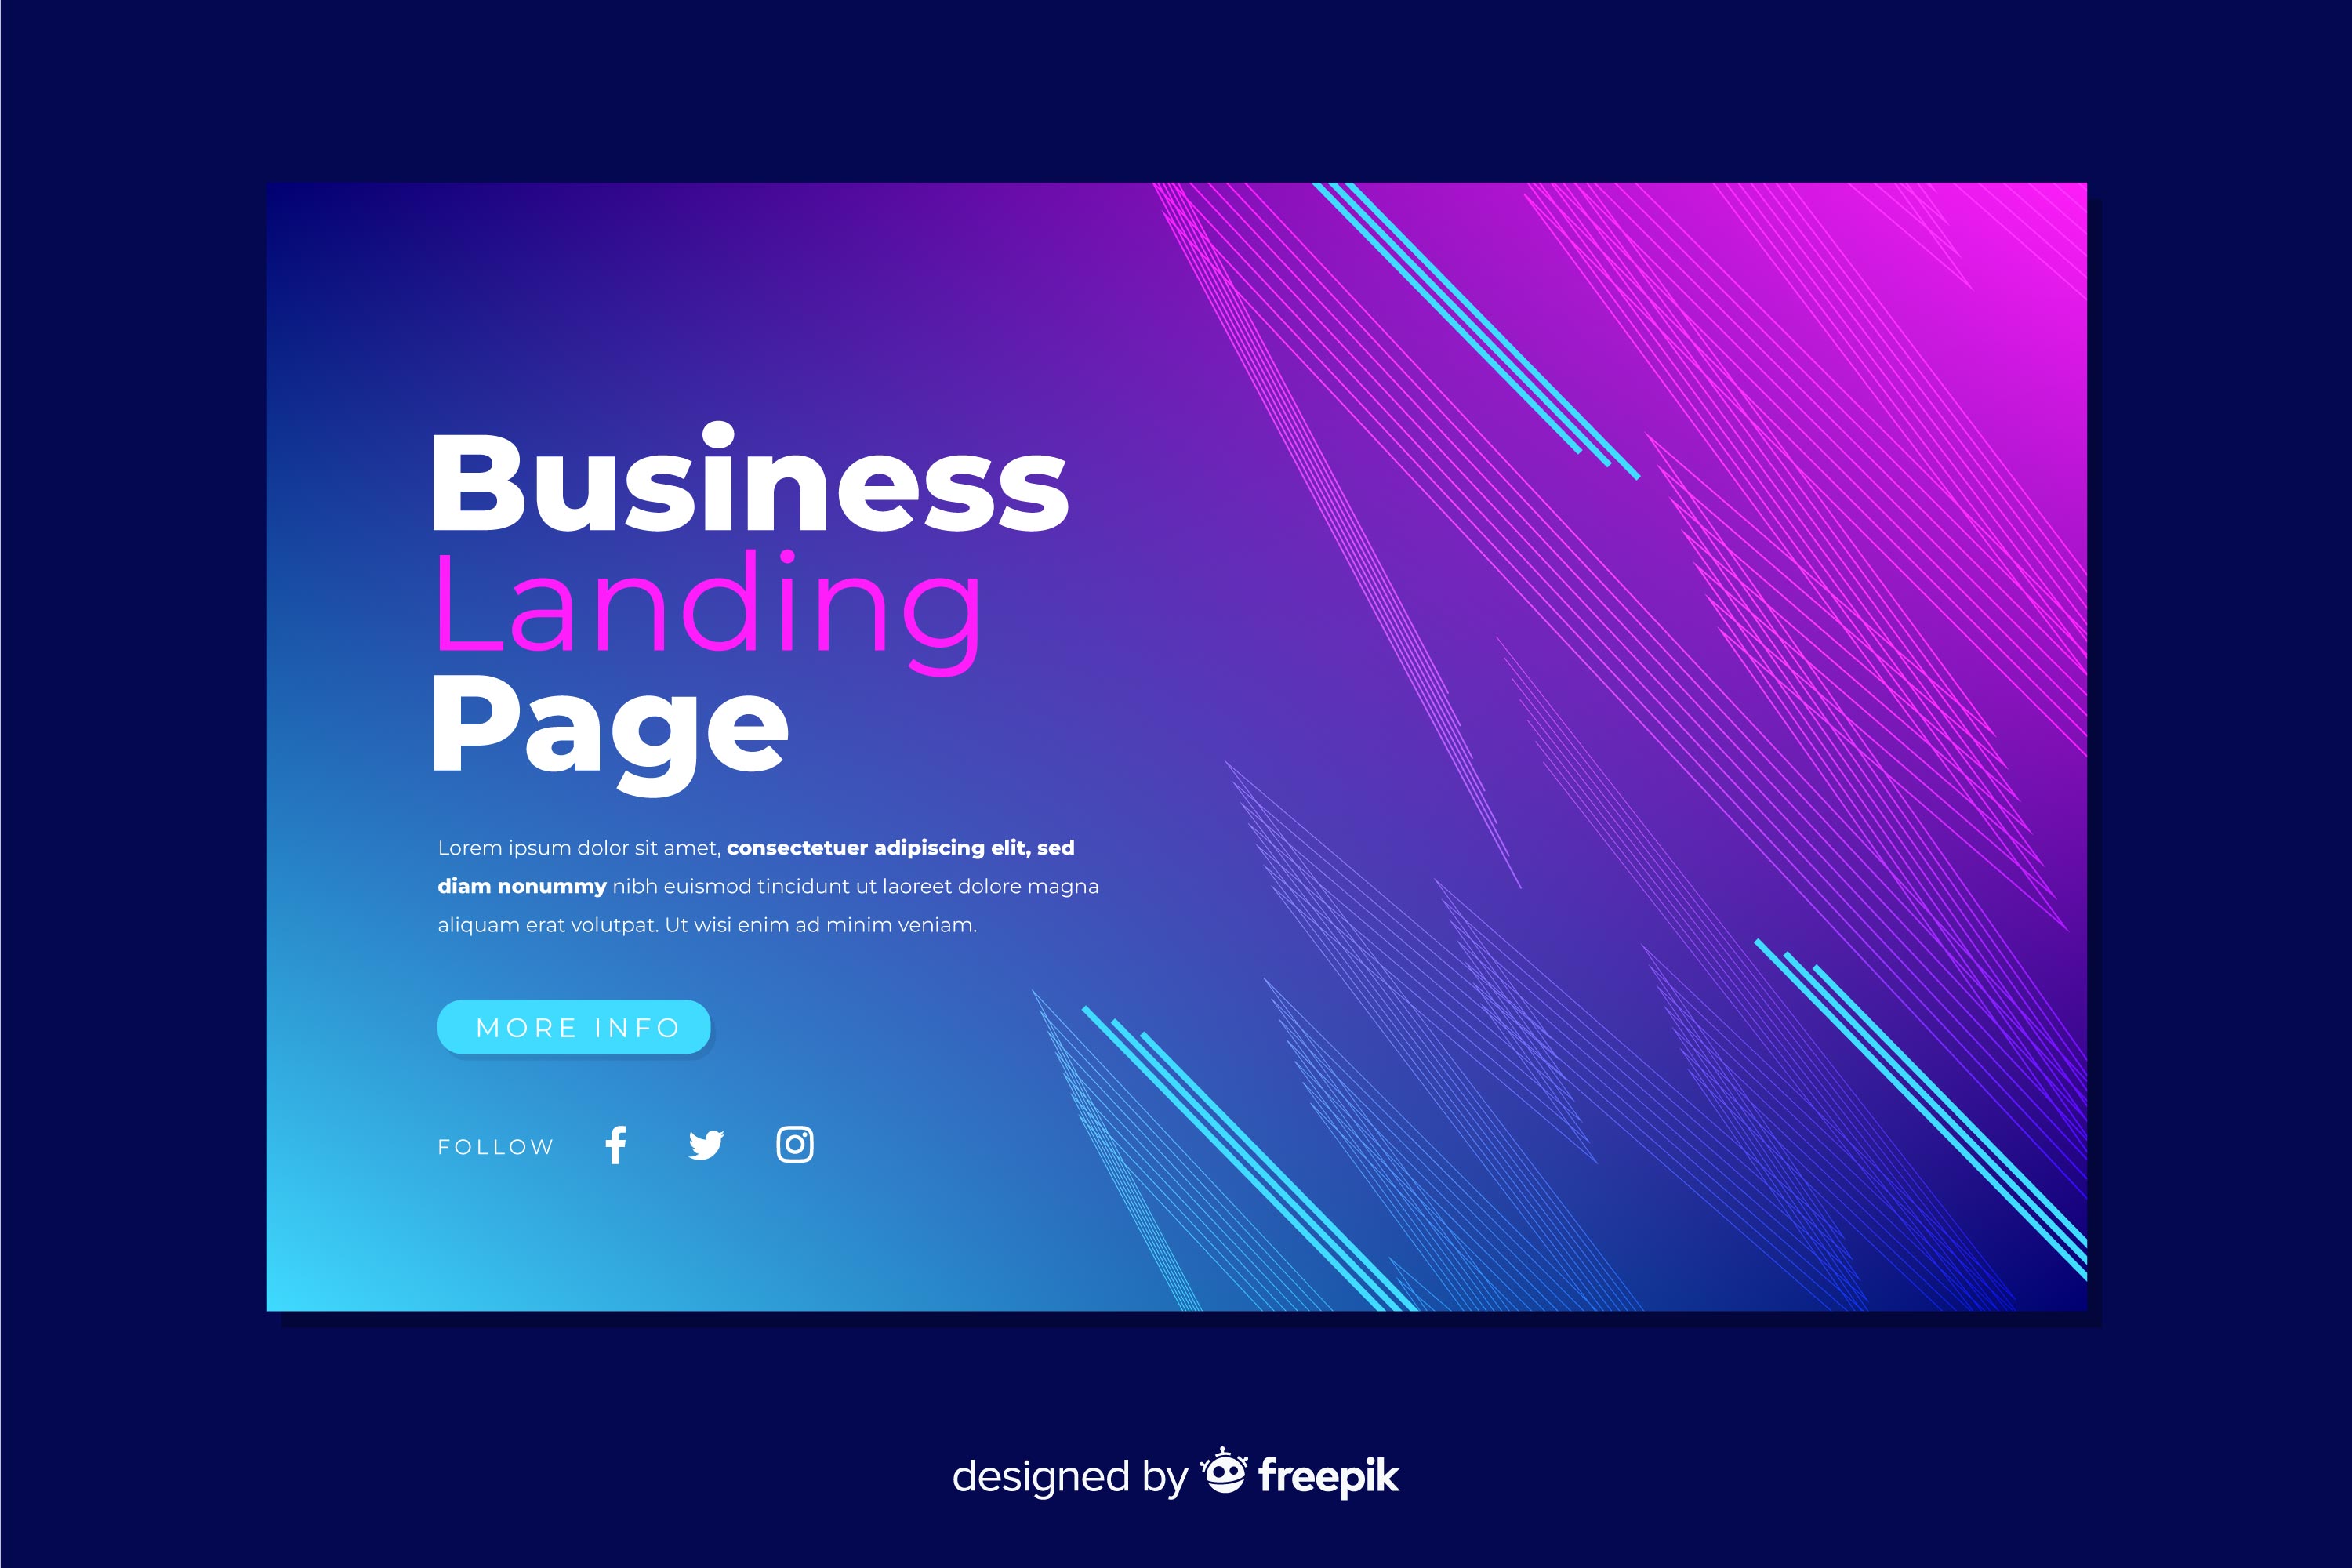 Business
Landing
Page
Lorem ipsum dolor sit amet, consectetuer adipiscing elit, sed
diam nonummy nibh euismod tincidunt ut laoreet dolore magna
aliquam erat volutpat. Ut wisi enim ad minim veniam.
MORE INFO
FOLLOW
designed by freepik